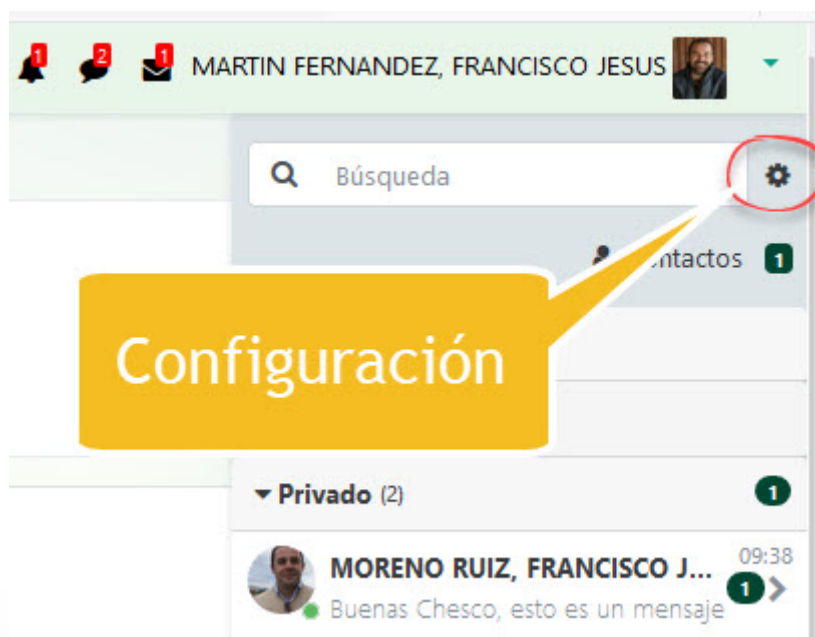 1 2 1 MARTIN FERNANDEZ, FRANCISCO JESUS
Búsqueda
ntactos 1
Configuración
Privado (2) 1
MORENO RUIZ, FRANCISCO J... 09:38
Buenas Chesco, esto es un mensaje 1